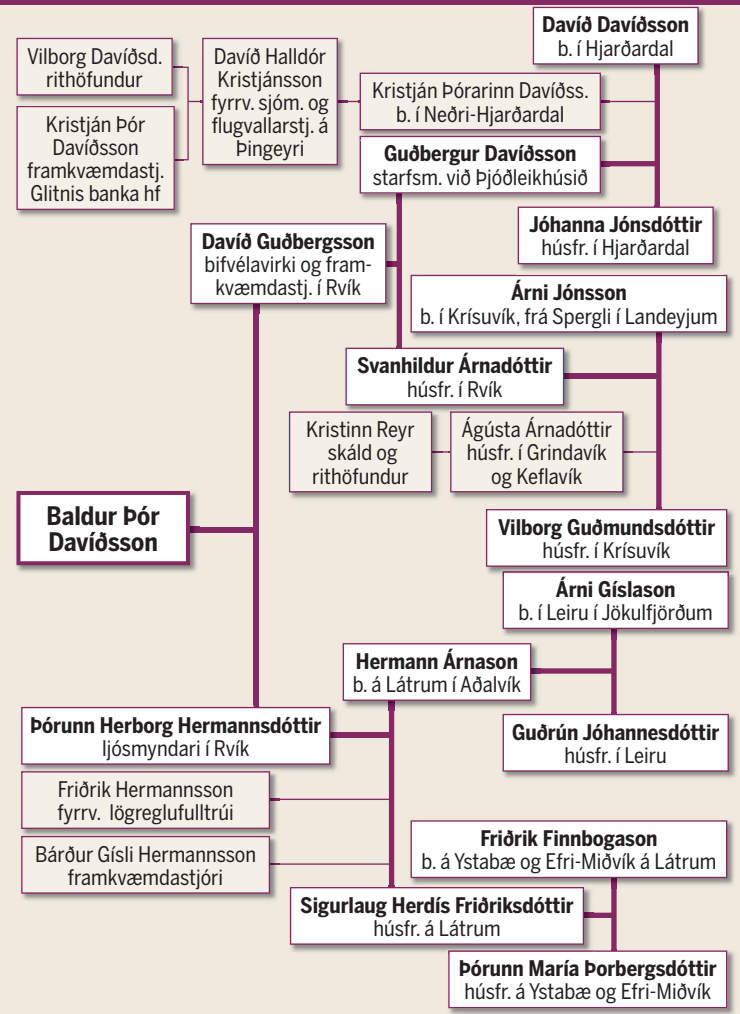 Davíð Davíðsson
b. í Hjarðardal
Vilborg Davíðsd.
rithöfundur
Davíð Halldór
Kristjánsson
fyrrv. sjóm. og
flugvallarstj. á
Þingeyri
Kristján Þórarinn Davíðss.
b. í Neðri-Hjarðardal
Kristján Þór
Davíðsson
framkvæmdastj.
Glitnis banka hf
Guðbergur Davíðsson
starfsm. við Þjóðleikhúsið
Jóhanna Jónsdóttir
húsfr. í Hjarðardal
Davíð Guðbergsson
bifvélavirki og fram-
kvæmdastj. í Rvík
Árni Jónsson
b. í Krísuvík, frá Spergli í Landeyjum
Svanhildur Árnadóttir
húsfr. í Rvík
Kristinn Reyr
skáld og
rithöfundur
Ágústa Árnadóttir
húsfr. í Grindavík
og Keflavík
Vilborg Guðmundsdóttir
húsfr. í Krísuvík
Baldur Þór
Davíðsson
Árni Gíslason
b. í Leiru í Jökulfjörðum
Hermann Árnason
b. á Látrum í Aðalvík
Guðrún Jóhannesdóttir
húsfr. í Leiru
Þórunn Herborg Hermannsdóttir
ljósmyndari í Rvík
Friðrik Hermannsson
fyrrv. lögreglufulltrúi
Bárður Gísli Hermannsson
framkvæmdastjóri
Friðrik Finnbogason
b. á Ystabæ og Efri-Miðvík á Látrum
Sigurlaug Herdís Friðriksdóttir
húsfr. á Látrum
Þórunn María Þorbergsdóttir
húsfr. á Ystabæ og Efri-Miðvík